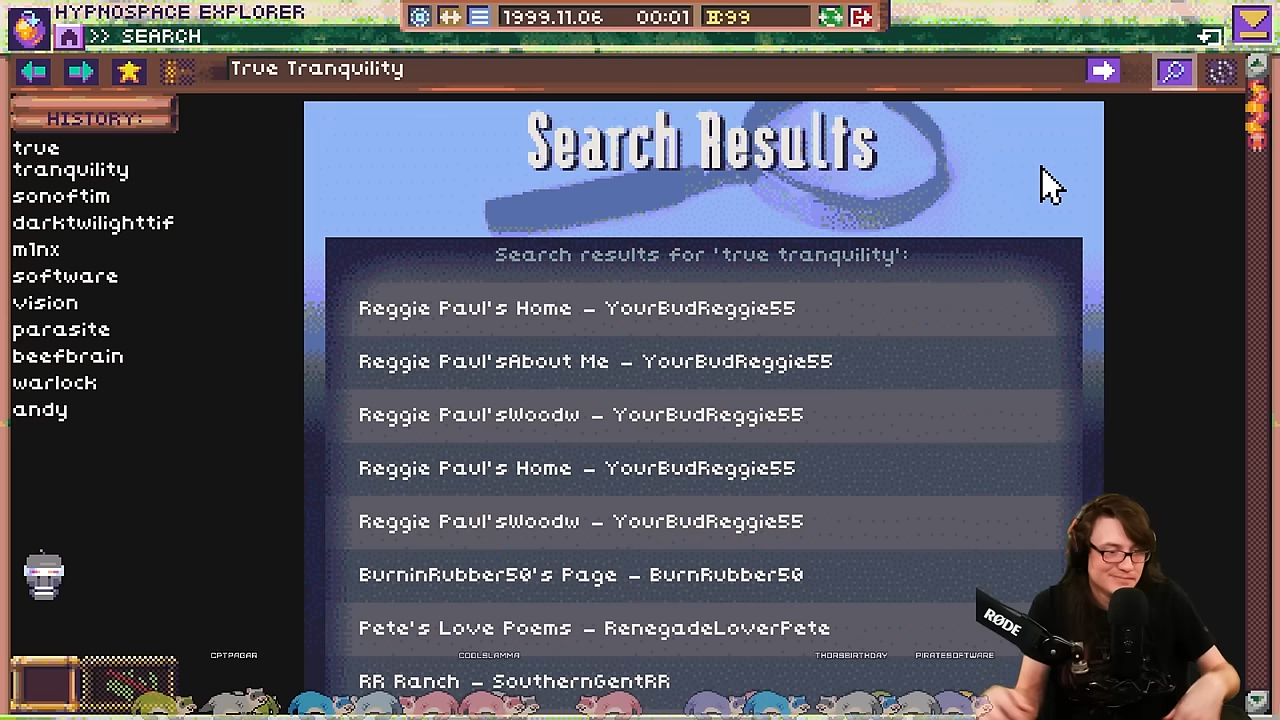 HYPNOSPACE EXPLORER
1999.11.06 00:01 99
>> SEARCH
True Tranquility
HISTORY:
true
tranquility
sonoftim
darktwilighttif
m1nx
software
vision
parasite
beefbrain
warlock
andy
Search Results
Search results for 'true tranquility':
Reggie Paul's Home - YourBudReggie55
Reggie Paul'sAbout Me - YourBudReggie55
Reggie Paul'sWoodw - YourBudReggie55
Reggie Paul's Home - YourBudReggie55
Reggie Paul'sWoodw - YourBudReggie55
BurninRubber50's Page - BurnRubber50
Pete's Love Poems - RenegadeLoverPete
RR Ranch - SouthernGentRR
RØDE
CPTPAGAR
COOLSLAMMA
THORSBIRTHDAY
PIRATESOFTWARE